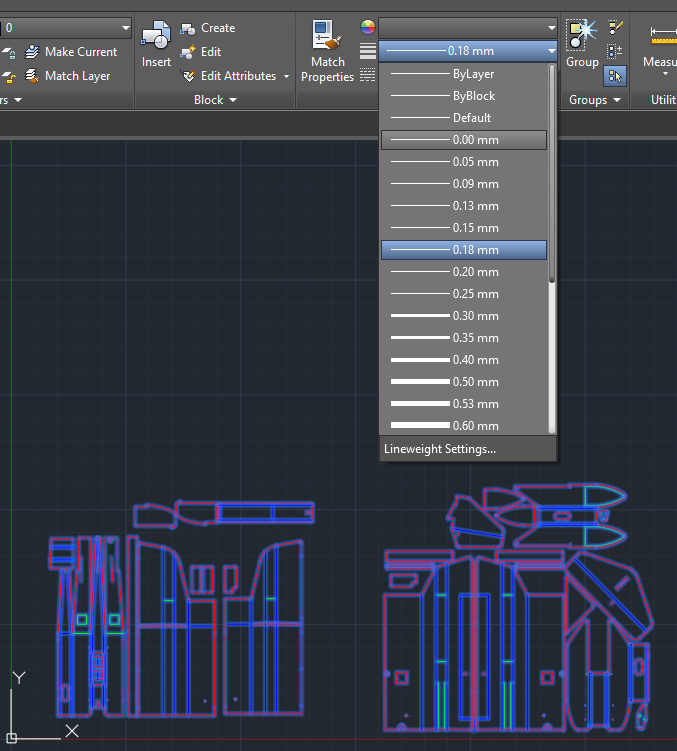 0
Make Current
Match Layer
rs
Insert
Create
Edit
Edit Attributes
Block
Match
Properties
0.18 mm
ByLayer
ByBlock
Default
0.00 mm
0.05 mm
0.09 mm
0.13 mm
0.15 mm
0.18 mm
0.20 mm
0.25 mm
0.30 mm
0.35 mm
0.40 mm
0.50 mm
0.53 mm
0.60 mm
Lineweight Settings...
Group
Groups
Measu
Utilit
Y
X